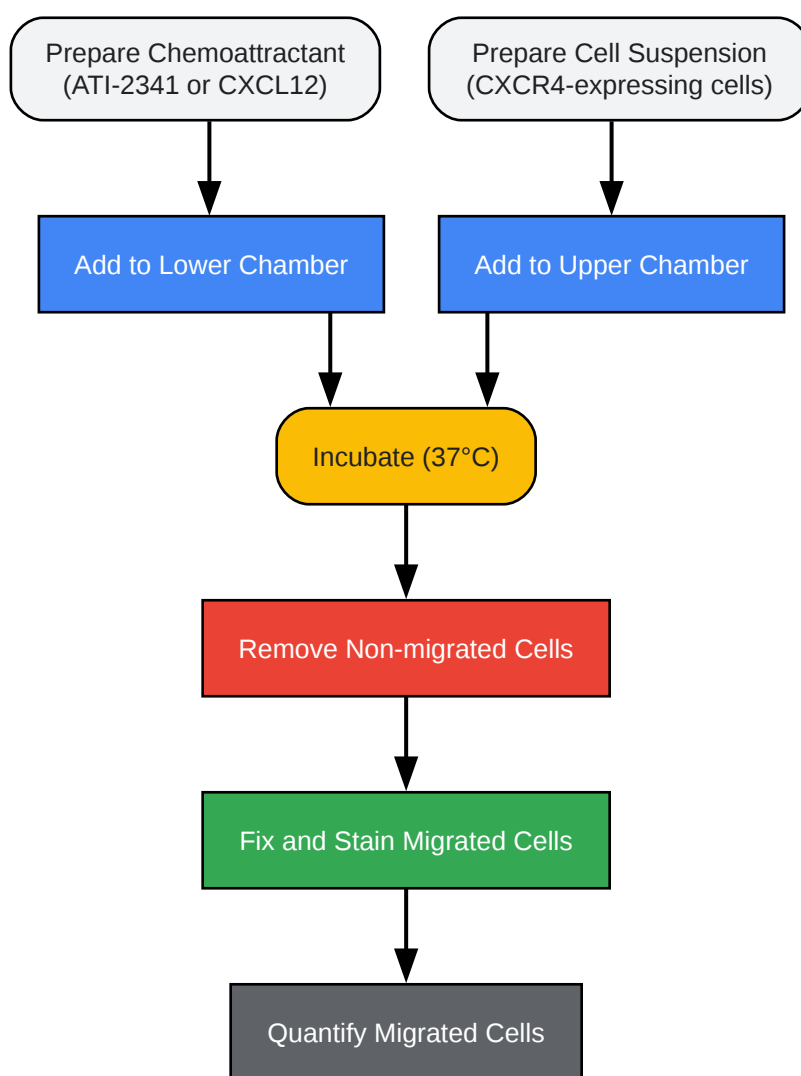 Prepare Chemoattractant
(ATI-2341 or CXCL12)
Prepare Cell Suspension
(CXCR4-expressing cells)
Add to Lower Chamber
Add to Upper Chamber
Incubate (37°C)
Remove Non-migrated Cells
Fix and Stain Migrated Cells
Quantify Migrated Cells